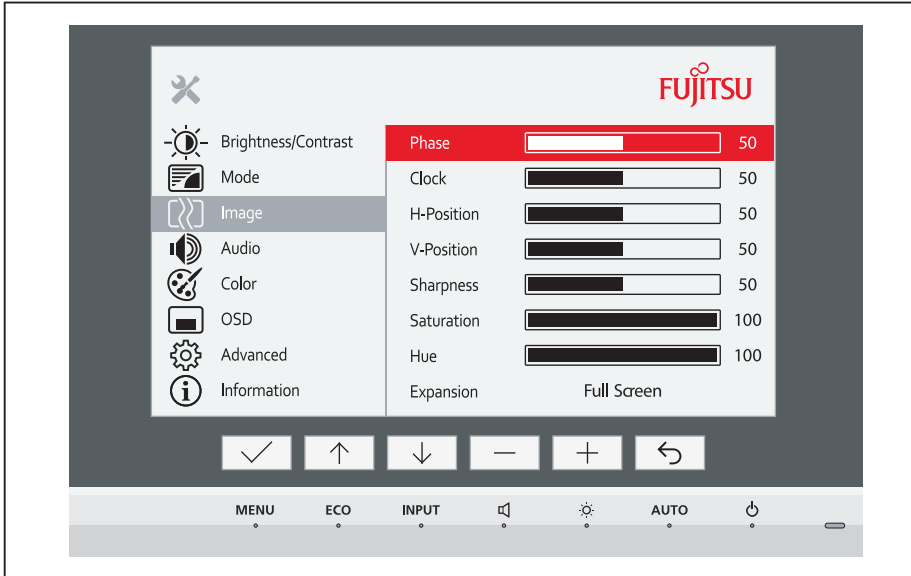 FUJITSU
Brightness/Contrast
Mode
Image
Audio
Color
OSD
Advanced
Information
Phase 50
Clock 50
H-Position 50
V-Position 50
Sharpness 50
Saturation 100
Hue 100
Expansion Full Screen
MENU ECO INPUT AUTO